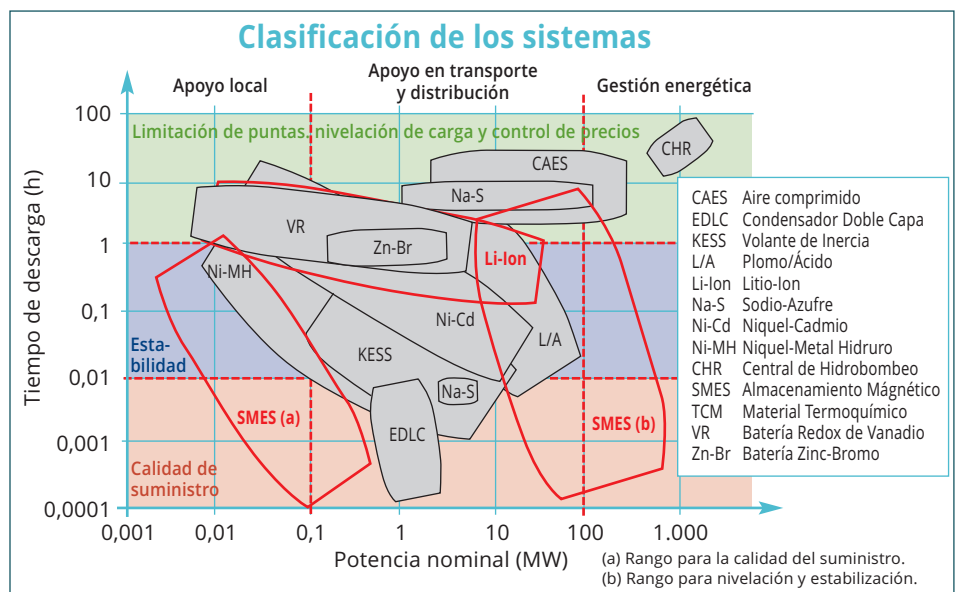 Clasificación de los sistemas
Apoyo local
Apoyo en transporte
y distribución
Gestión energética
Tiempo de descarga (h)
100
10
1
0,1
0,01
0,001
0,0001
Limitación de puntas. nivelación de carga y control de precios
CHR
CAES
Na-S
VR
Zn-Br
Li-Ion
Ni-MH
Ni-Cd
L/A
KESS
Esta-
bilidad
Na-S
SMES (a)
EDLC
SMES (b)
Calidad de
suministro
0,001
0,01
0,1
1
10
100
1.000
Potencia nominal (MW)
CAES Aire comprimido
EDLC Condensador Doble Capa
KESS Volante de Inercia
L/A Plomo/Ácido
Li-Ion Litio-Ion
Na-S Sodio-Azufre
Ni-Cd Niquel-Cadmio
Ni-MH Niquel-Metal Hidruro
CHR Central de Hidrobombeo
SMES Almacenamiento Mágnético
TCM Material Termoquímico
VR Batería Redox de Vanadio
Zn-Br Batería Zinc-Bromo
(a) Rango para la calidad del suministro.
(b) Rango para nivelación y estabilización.